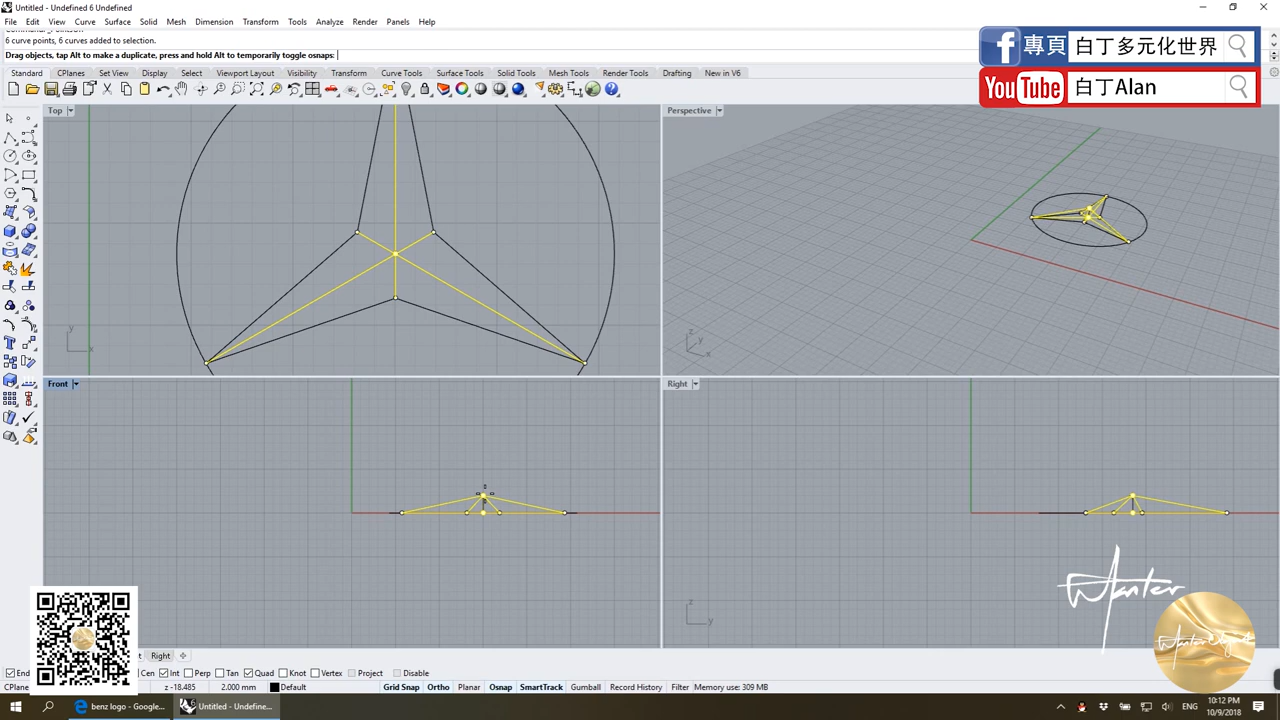 Untitled - Undefined 6 Undefined
File Edit View Curve Surface Solid Mesh Dimension Transform Tools Analyze Render Panels Help
6 curve points, 6 curves added to selection.
Drag objects, tap Alt to make a duplicate, press and hold Alt to temporarily toggle osnaps:
f 專頁 白丁多元化世界
Standard CPlanes Set View Display Select Viewport Layout Visibility Transform Curve Tools Surface Tools Solid Tools Mesh Tools Render Tools Drafting New in V6
YouTube 白丁Alan
Top
Perspective
y
x
z
y
x
Front
Right
z
y
Wanter
WanterObject
Right
End Cen Int Perp Tan Quad Knot Vertex Project Disable
CPlane z -18.485 2.000 mm Default Grid Snap Ortho Planar Osnap SmartTrack Gumball Record History Filter Memory use: 309 MB
benz logo - Google... Untitled - Undefine...
10:12 PM
10/9/2018